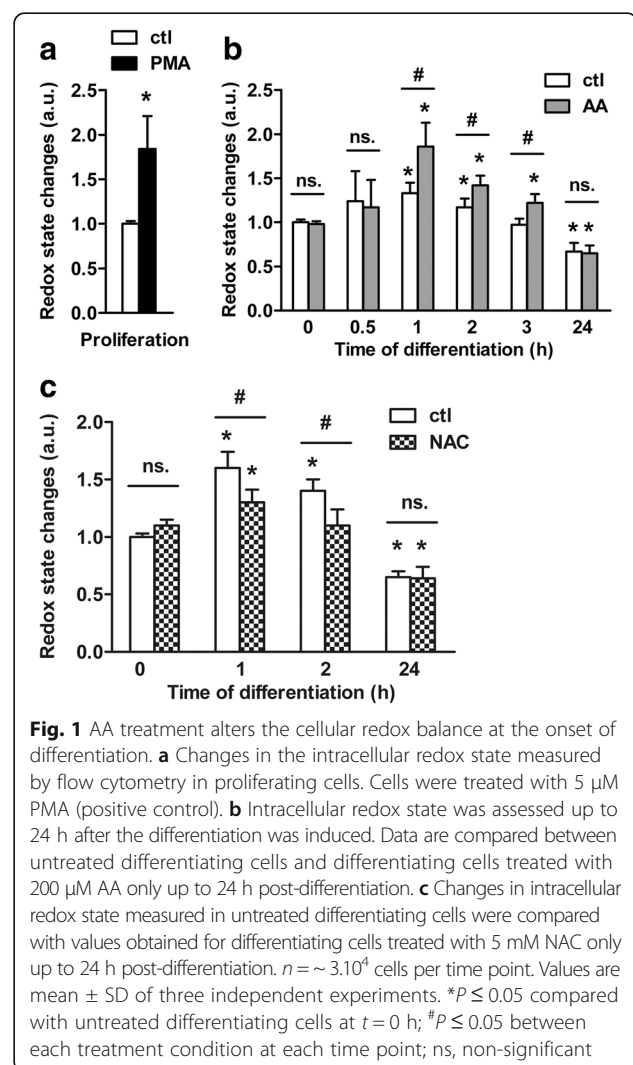 a
ctl
PMA
Redox state changes (a.u.)
2.5
2.0
1.5
1.0
0.5
0.0
*
Proliferation
b
ctl
AA
Redox state changes (a.u.)
2.5
2.0
1.5
1.0
0.5
0.0
ns.
ns.
#
#
#
ns.
* *
* *
*
* *
0 0.5 1 2 3 24
Time of differentiation (h)
c
ctl
NAC
Redox state changes (a.u.)
2.0
1.5
1.0
0.5
0.0
ns.
#
#
ns.
* *
*
* *
0 1 2 24
Time of differentiation (h)
Fig. 1 AA treatment alters the cellular redox balance at the onset of
differentiation. a Changes in the intracellular redox state measured
by flow cytometry in proliferating cells. Cells were treated with 5 μM
PMA (positive control). b Intracellular redox state was assessed up to
24 h after the differentiation was induced. Data are compared between
untreated differentiating cells and differentiating cells treated with
200 μM AA only up to 24 h post-differentiation. c Changes in intracellular
redox state measured in untreated differentiating cells were compared
with values obtained for differentiating cells treated with 5 mM NAC only
up to 24 h post-differentiation. n = ~ 3.10⁴ cells per time point. Values are
mean ± SD of three independent experiments. *P ≤ 0.05 compared
with untreated differentiating cells at t = 0 h; #P ≤ 0.05 between
each treatment condition at each time point; ns, non-significant